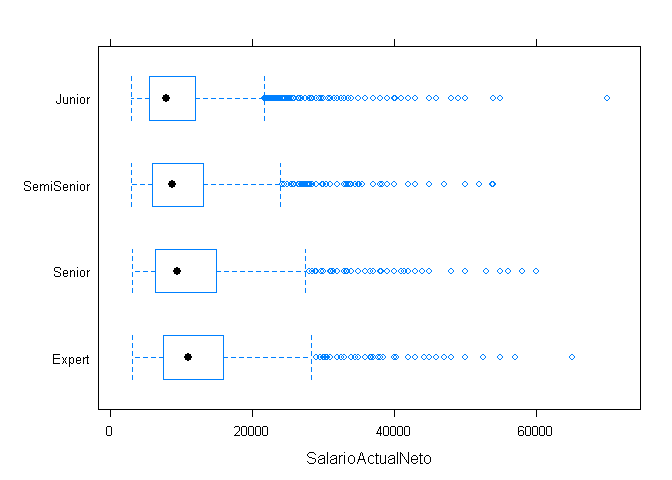 Junior
SemiSenior
Senior
Expert
0 20000 40000 60000
SalarioActualNeto